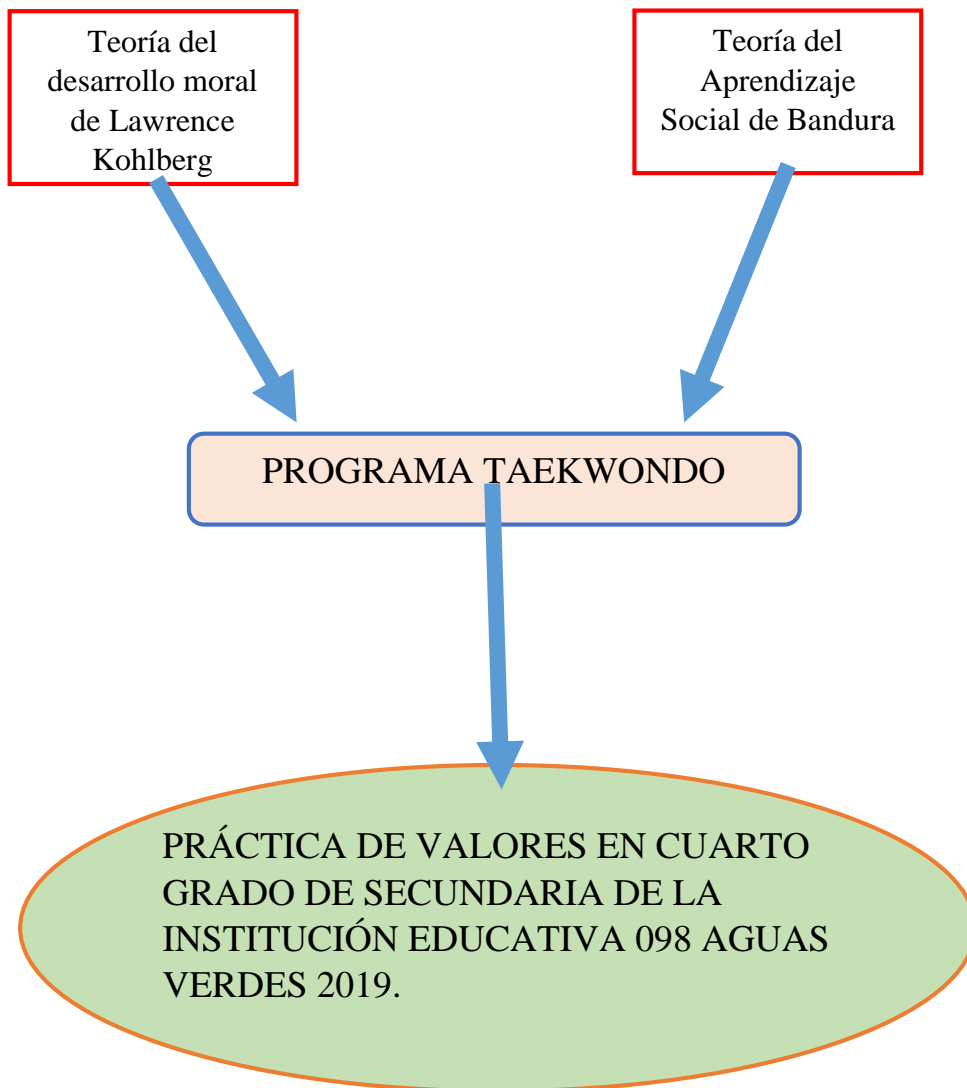 Teoría del
desarrollo moral
de Lawrence
Kohlberg
Teoría del
Aprendizaje
Social de Bandura
PROGRAMA TAEKWONDO
PRÁCTICA DE VALORES EN CUARTO
GRADO DE SECUNDARIA DE LA
INSTITUCIÓN EDUCATIVA 098 AGUAS
VERDES 2019.